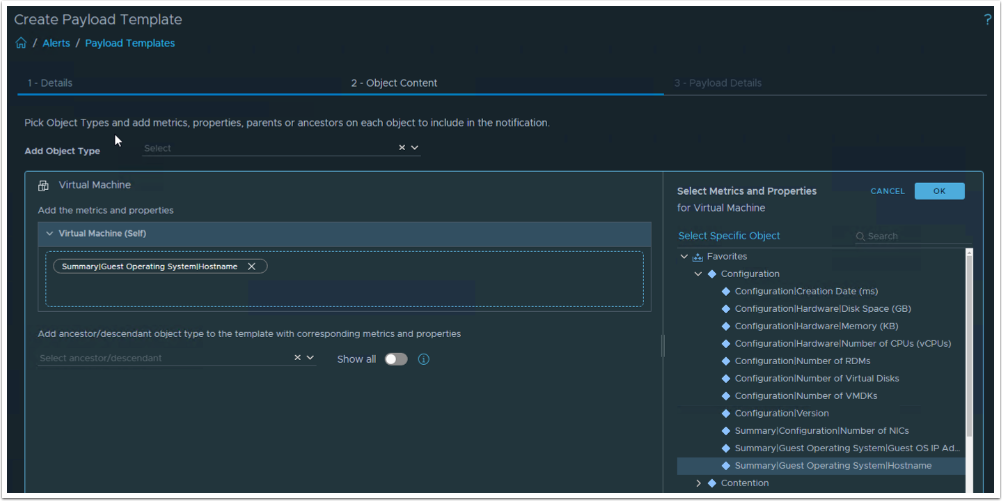 Create Payload Template
?
/ Alerts / Payload Templates
1 - Details
2 - Object Content
3 - Payload Details
Pick Object Types and add metrics, properties, parents or ancestors on each object to include in the notification.
Add Object Type
Select
Virtual Machine
Add the metrics and properties
Virtual Machine (Self)
Summary|Guest Operating System|Hostname
Add ancestor/descendant object type to the template with corresponding metrics and properties
Select ancestor/descendant
Show all
Select Metrics and Properties
CANCEL
OK
for Virtual Machine
Select Specific Object
Search
Favorites
Configuration
Configuration|Creation Date (ms)
Configuration|Hardware|Disk Space (GB)
Configuration|Hardware|Memory (KB)
Configuration|Hardware|Number of CPUs (vCPUs)
Configuration|Number of RDMs
Configuration|Number of Virtual Disks
Configuration|Number of VMDKs
Configuration|Version
Summary|Configuration|Number of NICs
Summary|Guest Operating System|Guest OS IP Ad...
Summary|Guest Operating System|Hostname
Contention